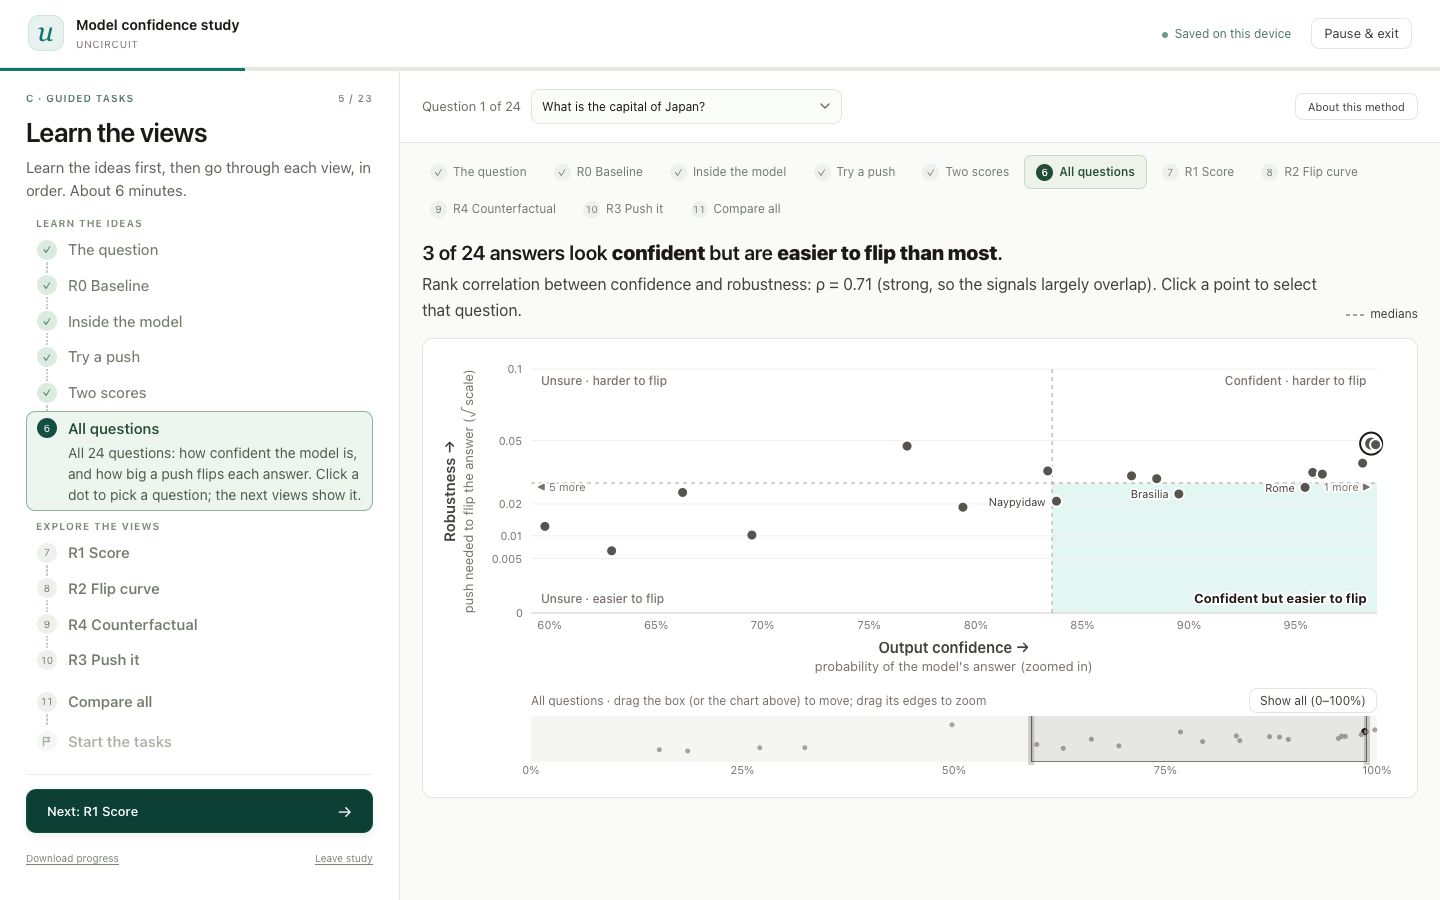 u
Model confidence study
UNCIRCUIT
Saved on this device
Pause & exit
C · GUIDED TASKS
5 / 23
Learn the views
Learn the ideas first, then go through each view, in
order. About 6 minutes.
LEARN THE IDEAS
The question
R0 Baseline
Inside the model
Try a push
Two scores
6
All questions
All 24 questions: how confident the model is,
and how big a push flips each answer. Click a
dot to pick a question; the next views show it.
EXPLORE THE VIEWS
7
R1 Score
8
R2 Flip curve
9
R4 Counterfactual
10
R3 Push it
11
Compare all
Start the tasks
Next: R1 Score
Download progress
Leave study
Question 1 of 24
What is the capital of Japan?
About this method
The question
R0 Baseline
Inside the model
Try a push
Two scores
6 All questions
7 R1 Score
8 R2 Flip curve
9 R4 Counterfactual
10 R3 Push it
11 Compare all
3 of 24 answers look confident but are easier to flip than most.
Rank correlation between confidence and robustness: ρ = 0.71 (strong, so the signals largely overlap). Click a point to select
that question.
medians
Robustness →
push needed to flip the answer (√ scale)
0.1
0.05
0.02
0.01
0.005
0
Unsure · harder to flip
Confident · harder to flip
◀ 5 more
Naypyidaw
Brasilia
Rome
1 more ▶
Unsure · easier to flip
Confident but easier to flip
60%
65%
70%
75%
80%
85%
90%
95%
Output confidence →
probability of the model's answer (zoomed in)
All questions · drag the box (or the chart above) to move; drag its edges to zoom
Show all (0–100%)
0%
25%
50%
75%
100%